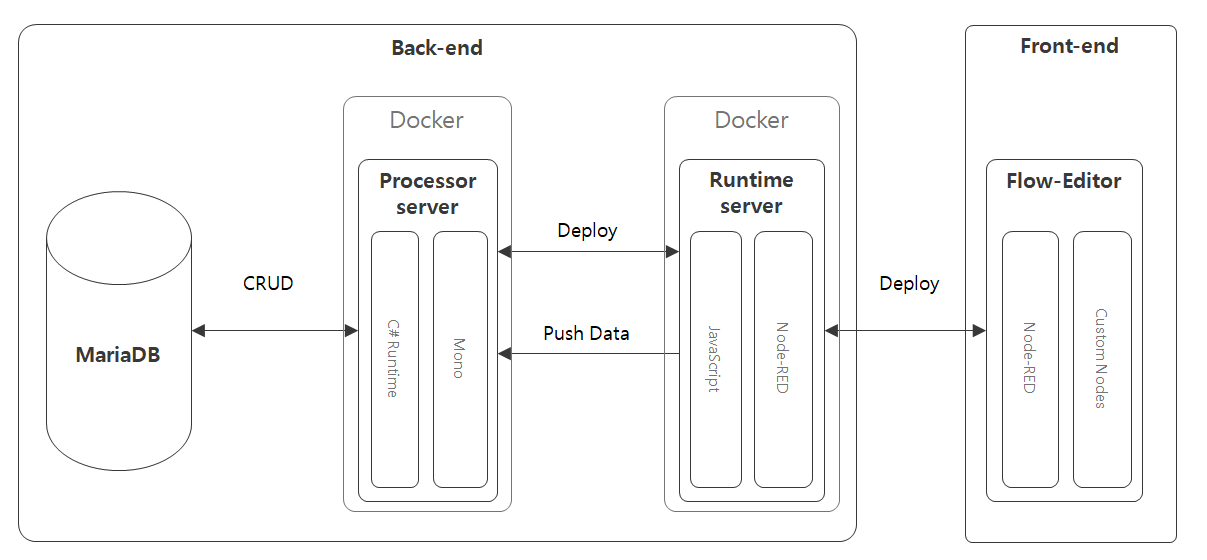 Back-end
Front-end
Docker
Docker
Processor
server
Runtime
server
Flow-Editor
Deploy
CRUD
Deploy
Push Data
MariaDB
C# Runtime
Mono
JavaScript
Node-RED
Node-RED
Custom Nodes